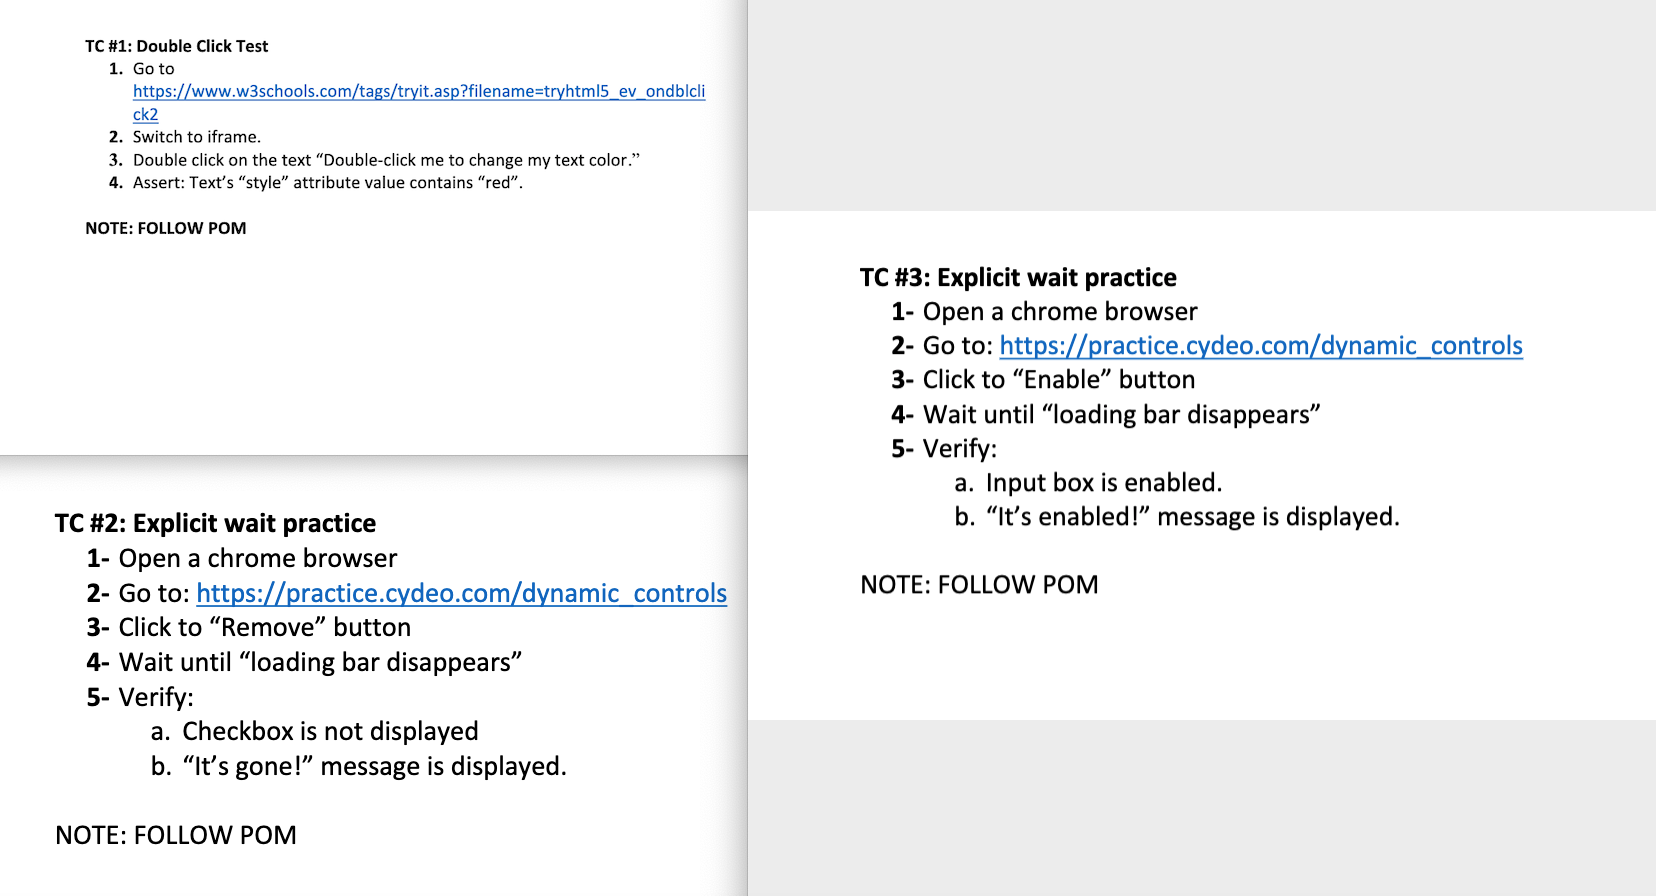 TC #1: Double Click Test
1. Go to
https://www.w3schools.com/tags/tryit.asp?filename=tryhtml5_ev_ondblcli
ck2
2. Switch to iframe.
3. Double click on the text “Double-click me to change my text color.”
4. Assert: Text’s “style” attribute value contains “red”.
NOTE: FOLLOW POM
TC #2: Explicit wait practice
1- Open a chrome browser
2- Go to: https://practice.cydeo.com/dynamic_controls
3- Click to “Remove” button
4- Wait until “loading bar disappears”
5- Verify:
a. Checkbox is not displayed
b. “It’s gone!” message is displayed.
NOTE: FOLLOW POM
TC #3: Explicit wait practice
1- Open a chrome browser
2- Go to: https://practice.cydeo.com/dynamic_controls
3- Click to “Enable” button
4- Wait until “loading bar disappears”
5- Verify:
a. Input box is enabled.
b. “It’s enabled!” message is displayed.
NOTE: FOLLOW POM